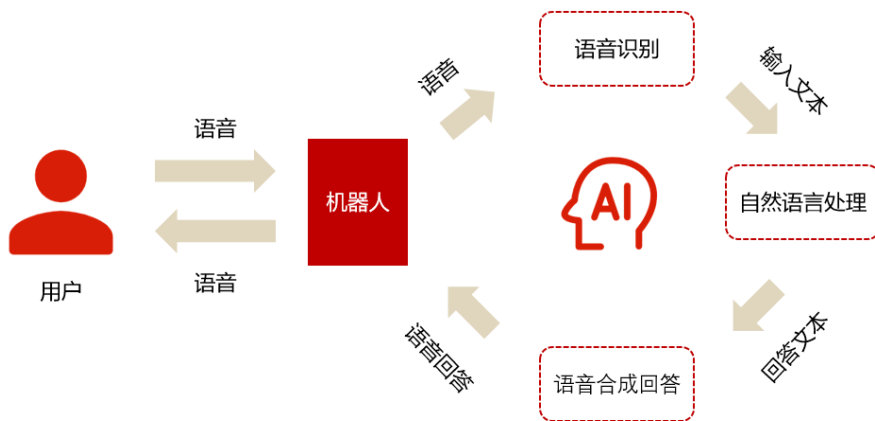 语音识别
语音
输入文本
语音
机器人
AI
自然语言处理
语音
用户
语音回答
回答文本
语音合成回答